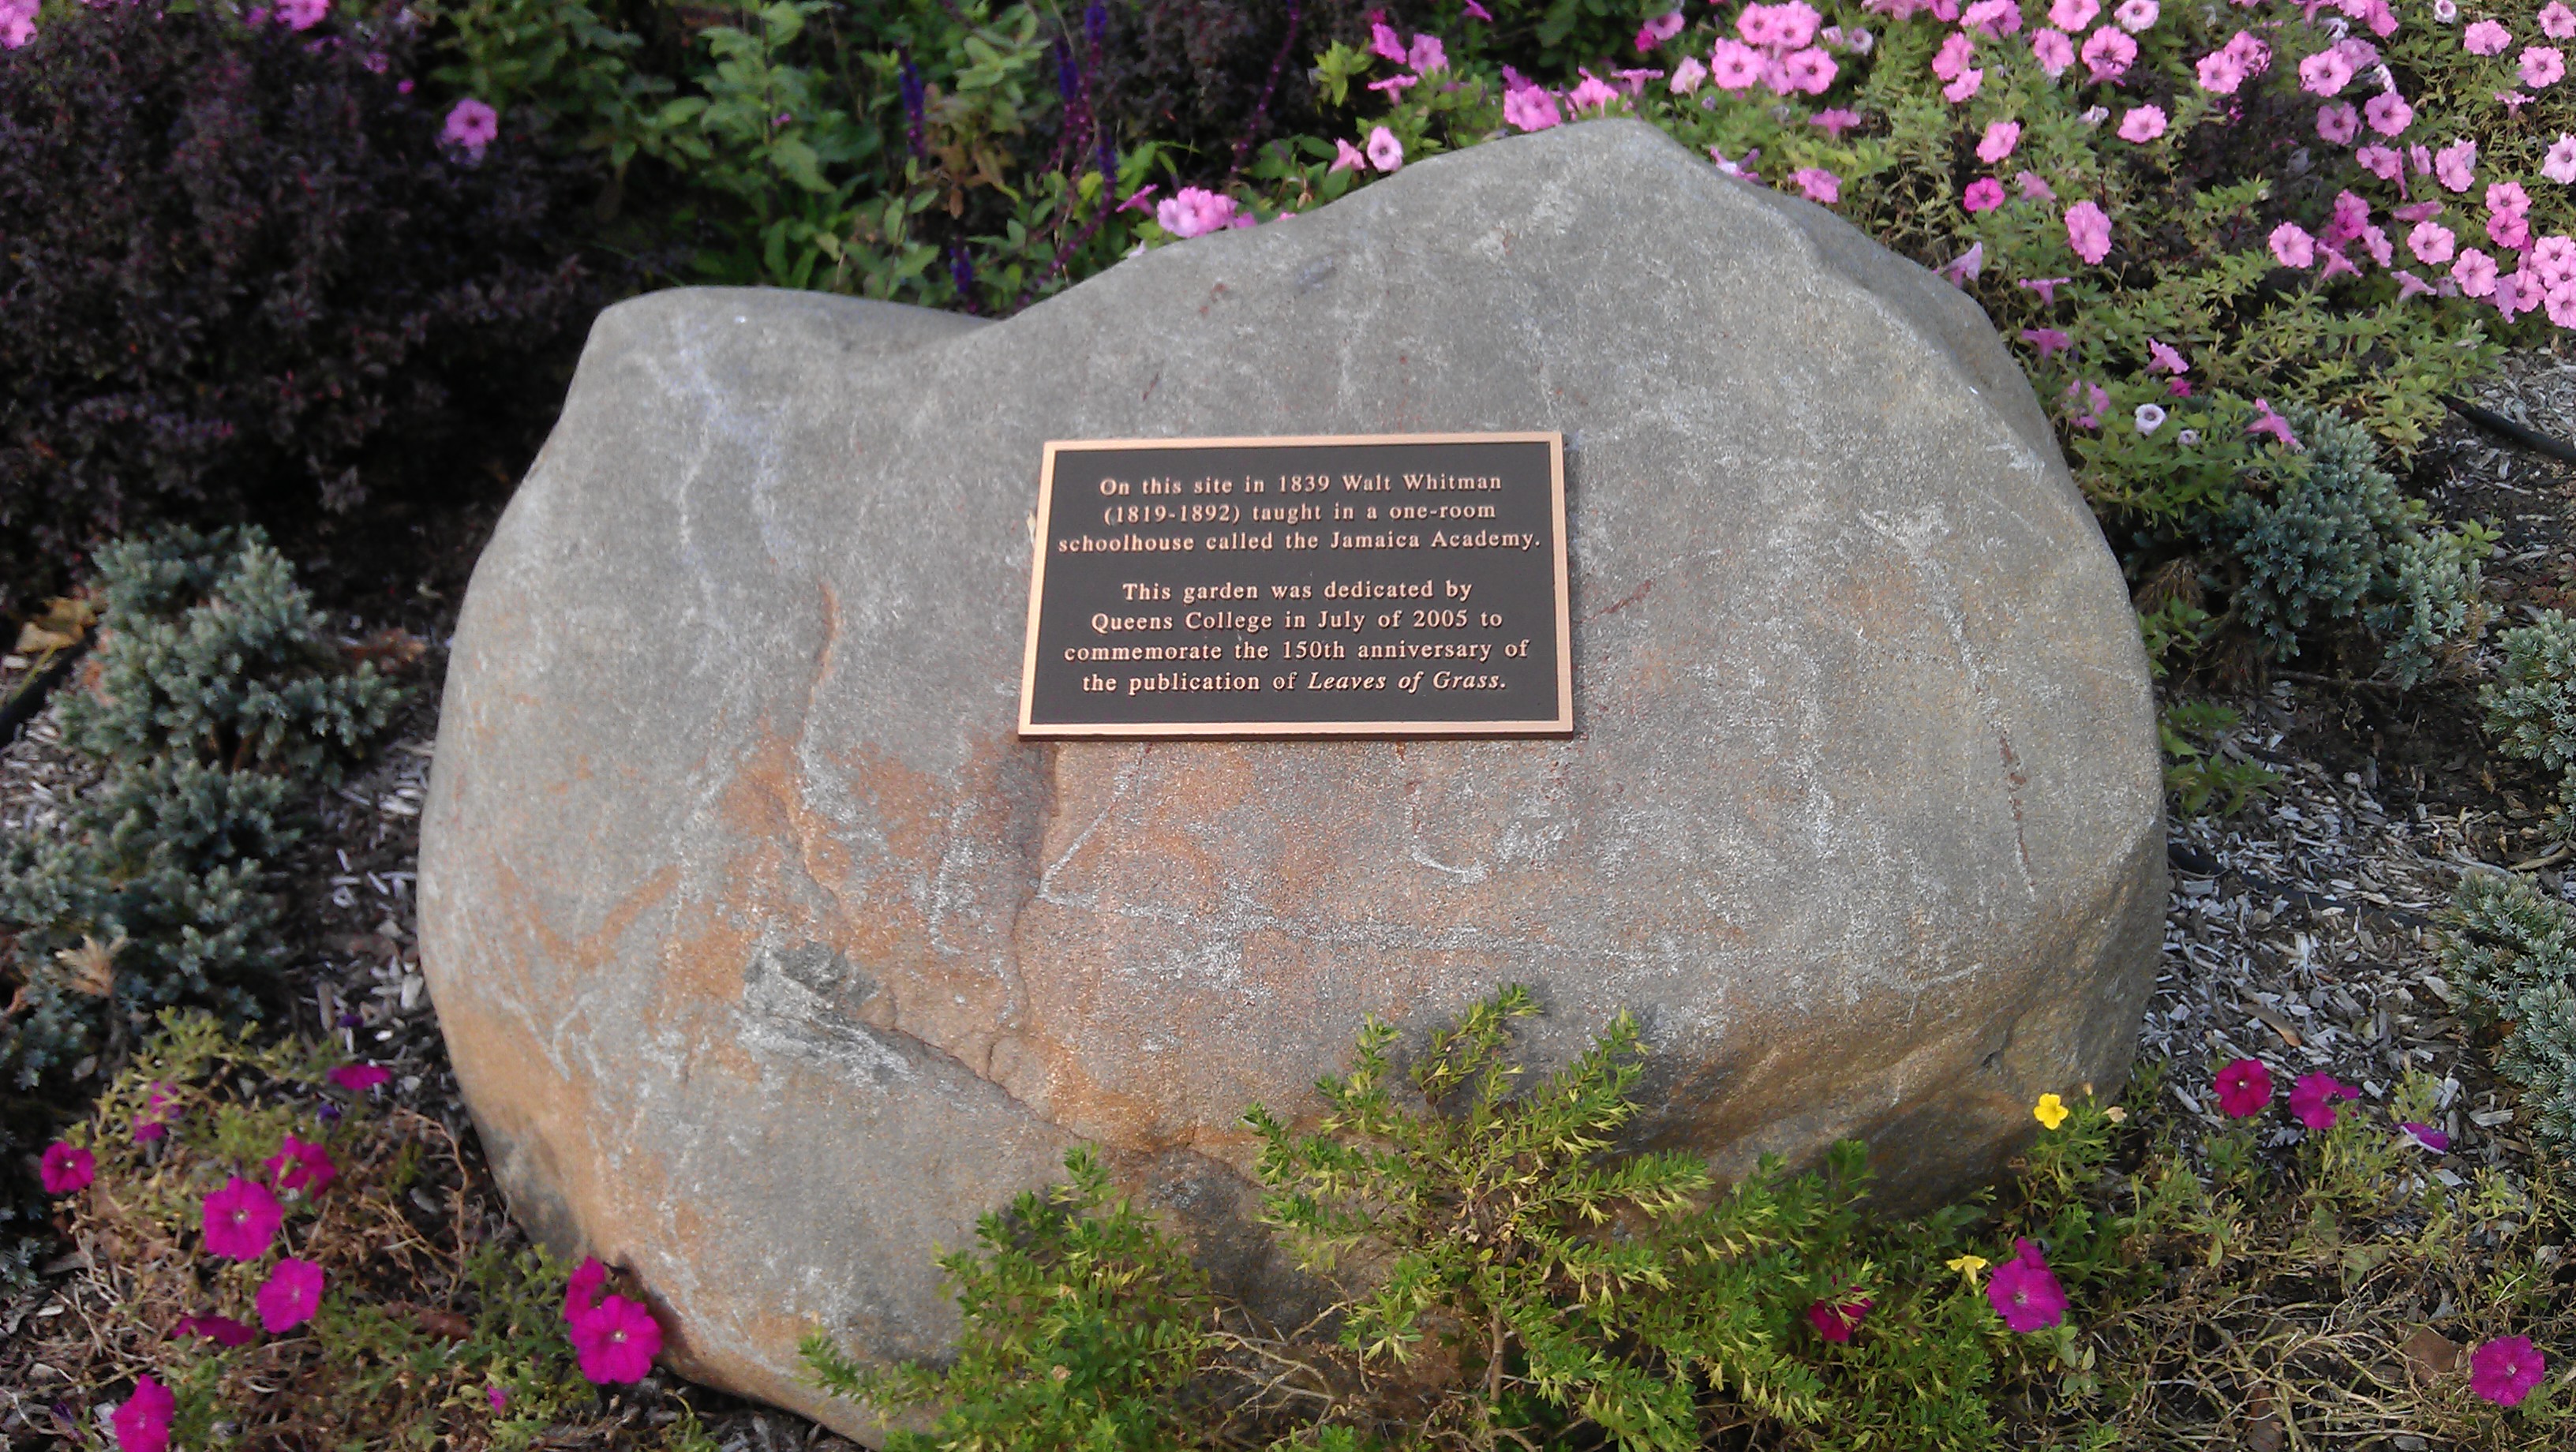 On this site in 1839 Walt Whitman
(1819-1892) taught in a one-room
schoolhouse called the Jamaica Academy.
This garden was dedicated by
Queens College in July of 2005 to
commemorate the 150th anniversary of
the publication of Leaves of Grass.